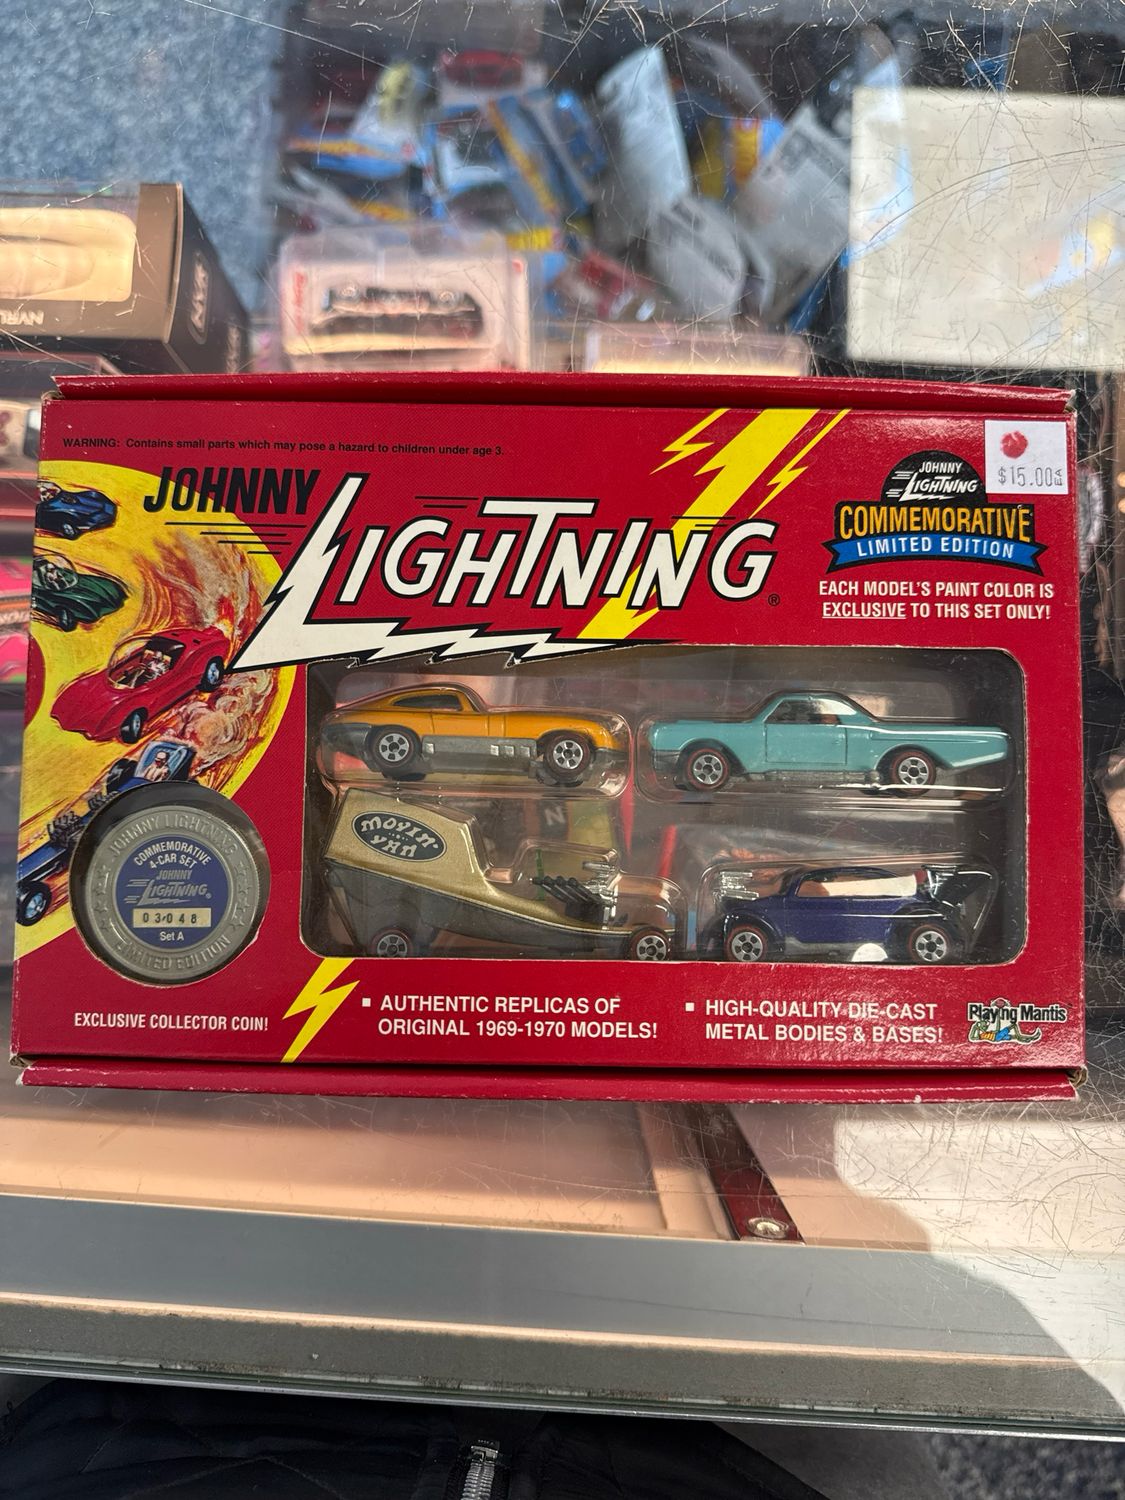 WARNING: Contains small parts which may pose a hazard to children under age 3.
JOHNNY
LIGHTNING®
JOHNNY
LIGHTNING
COMMEMORATIVE
LIMITED EDITION
$15.00EA
EACH MODEL'S PAINT COLOR IS
EXCLUSIVE TO THIS SET ONLY!
MOVIN'
VAN
JOHNNY LIGHTNING
COMMEMORATIVE
4-CAR SET
JOHNNY
LIGHTNING®
03048
Set A
LIMITED EDITION
EXCLUSIVE COLLECTOR COIN!
▪ AUTHENTIC REPLICAS OF
ORIGINAL 1969-1970 MODELS!
▪ HIGH-QUALITY DIE-CAST
METAL BODIES & BASES!
Playing Mantis